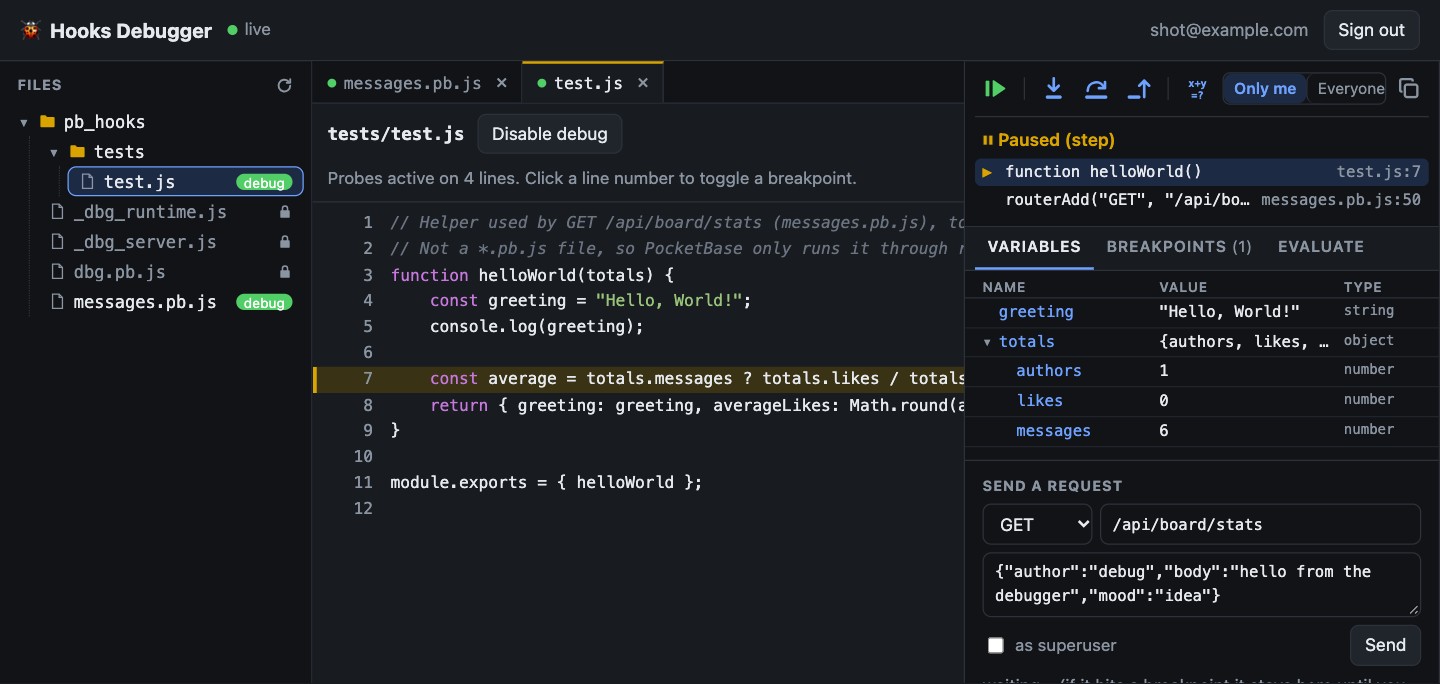 Hooks Debugger live shot@example.com Sign out
FILES
pb_hooks
tests
test.js debug
_dbg_runtime.js
_dbg_server.js
dbg.pb.js
messages.pb.js debug
messages.pb.js × test.js ×
tests/test.js Disable debug
Probes active on 4 lines. Click a line number to toggle a breakpoint.
1 // Helper used by GET /api/board/stats (messages.pb.js), to
2 // Not a *.pb.js file, so PocketBase only runs it through
3 function helloWorld(totals) {
4 const greeting = "Hello, World!";
5 console.log(greeting);
6
7 const average = totals.messages ? totals.likes / totals
8 return { greeting: greeting, averageLikes: Math.round(a
9 }
10
11 module.exports = { helloWorld };
12
x+y
=?
Only me Everyone
Paused (step)
function helloWorld() test.js:7
routerAdd("GET", "/api/bo… messages.pb.js:50
VARIABLES BREAKPOINTS (1) EVALUATE
NAME VALUE TYPE
greeting "Hello, World!" string
totals {authors, likes, … object
authors 1 number
likes 0 number
messages 6 number
SEND A REQUEST
GET /api/board/stats
{"author":"debug","body":"hello from the
debugger","mood":"idea"}
as superuser Send